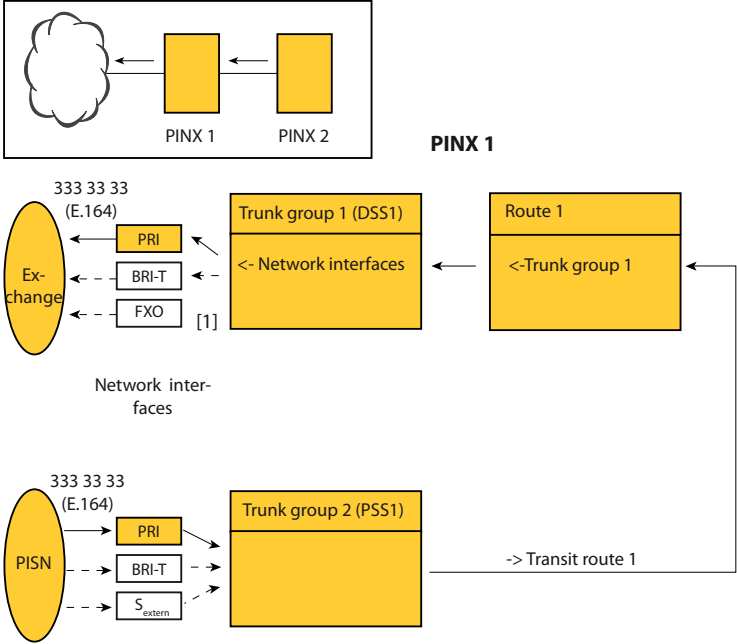 PINX 1
PINX 2
PINX 1
333 33 33
(E.164)
Ex-
change
PRI
BRI-T
FXO
[1]
Trunk group 1 (DSS1)
<- Network interfaces
Route 1
<-Trunk group 1
Network inter-
faces
333 33 33
(E.164)
PISN
PRI
BRI-T
Sextern
Trunk group 2 (PSS1)
-> Transit route 1